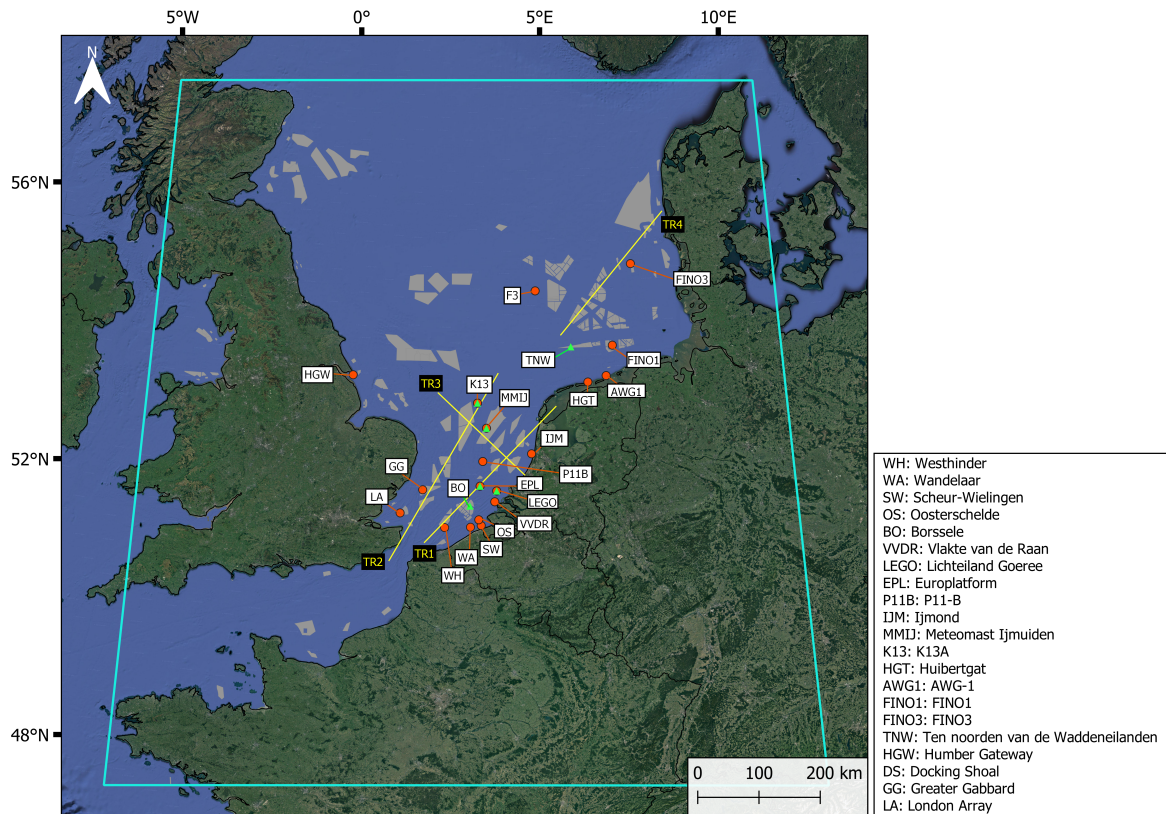 5°W 0° 5°E 10°E
N
56°N
TR4
FINO3
F3
TNW
FINO1
HGW
K13
TR3
AWG1
MMIJ
HGT
IJM
52°N
GG
P11B
BO
EPL
LA
LEGO
VVDR
OS
SW
TR1
WA
TR2
WH
48°N
0 100 200 km
WH: Westhinder
WA: Wandelaar
SW: Scheur-Wielingen
OS: Oosterschelde
BO: Borssele
VVDR: Vlakte van de Raan
LEGO: Lichteiland Goeree
EPL: Europlatform
P11B: P11-B
IJM: Ijmond
MMIJ: Meteomast Ijmuiden
K13: K13A
HGT: Huibertgat
AWG1: AWG-1
FINO1: FINO1
FINO3: FINO3
TNW: Ten noorden van de Waddeneilanden
HGW: Humber Gateway
DS: Docking Shoal
GG: Greater Gabbard
LA: London Array